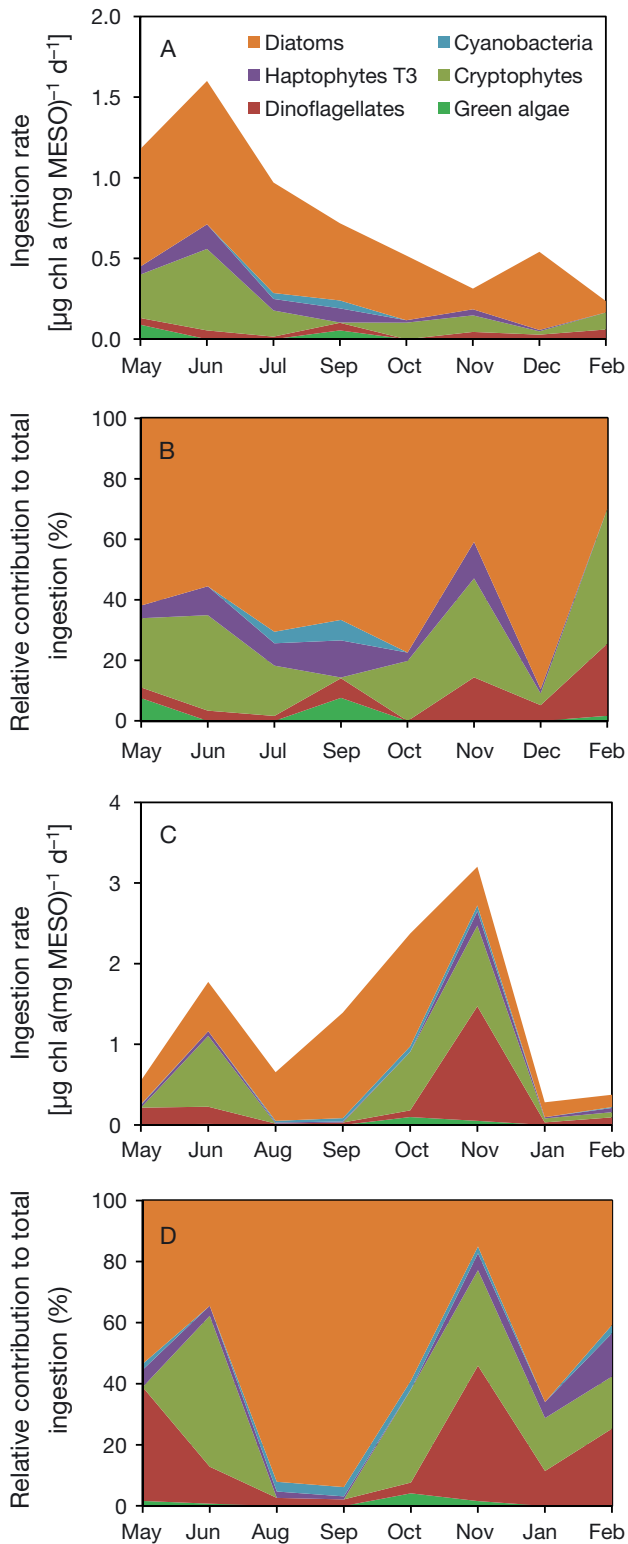 A
Diatoms
Cyanobacteria
Haptophytes T3
Cryptophytes
Dinoflagellates
Green algae
Ingestion rate
[µg chl a (mg MESO)⁻¹ d⁻¹]
2.0
1.5
1.0
0.5
0.0
May Jun Jul Sep Oct Nov Dec Feb
B
Relative contribution to total
ingestion (%)
100
80
60
40
20
0
May Jun Jul Sep Oct Nov Dec Feb
C
Ingestion rate
[µg chl a(mg MESO)⁻¹ d⁻¹]
4
3
2
1
0
May Jun Aug Sep Oct Nov Jan Feb
D
Relative contribution to total
ingestion (%)
100
80
60
40
20
0
May Jun Aug Sep Oct Nov Jan Feb